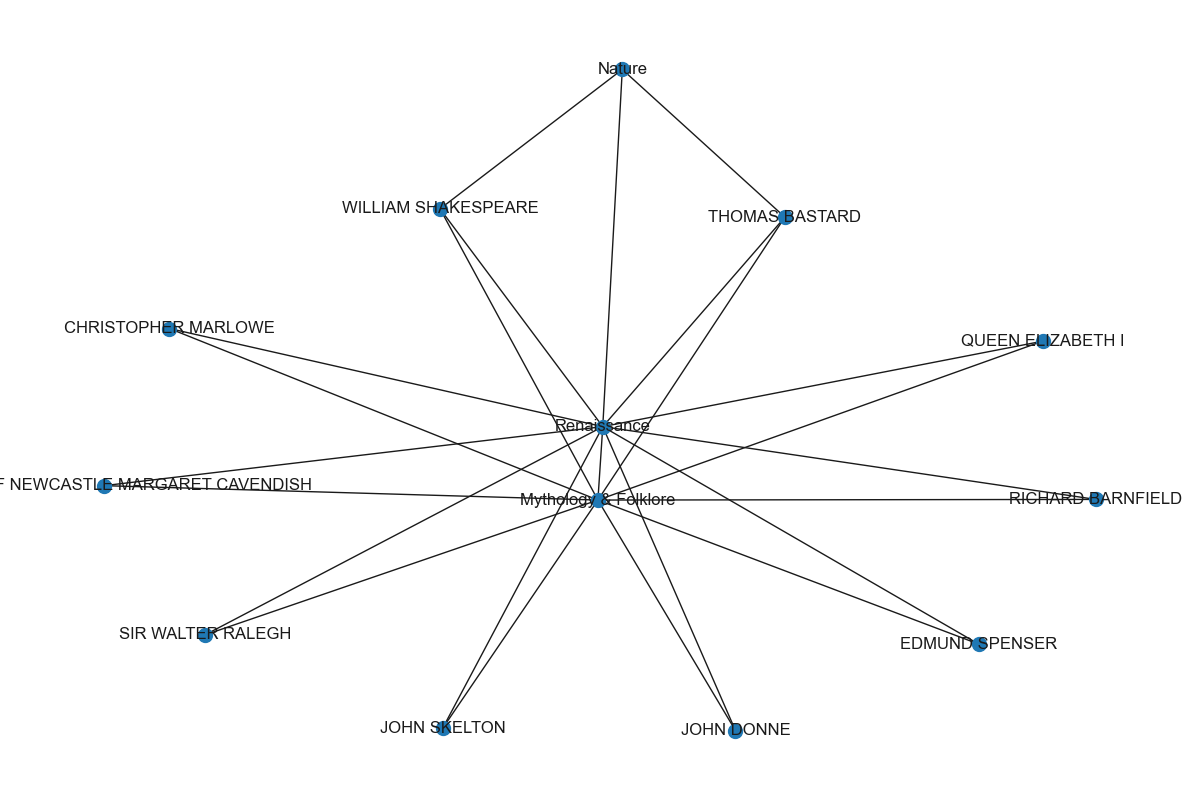 Nature
WILLIAM SHAKESPEARE
THOMAS BASTARD
CHRISTOPHER MARLOWE
QUEEN ELIZABETH I
Renaissance
F NEWCASTLE MARGARET CAVENDISH
Mythology & Folklore
RICHARD BARNFIELD
SIR WALTER RALEGH
EDMUND SPENSER
JOHN SKELTON
JOHN DONNE